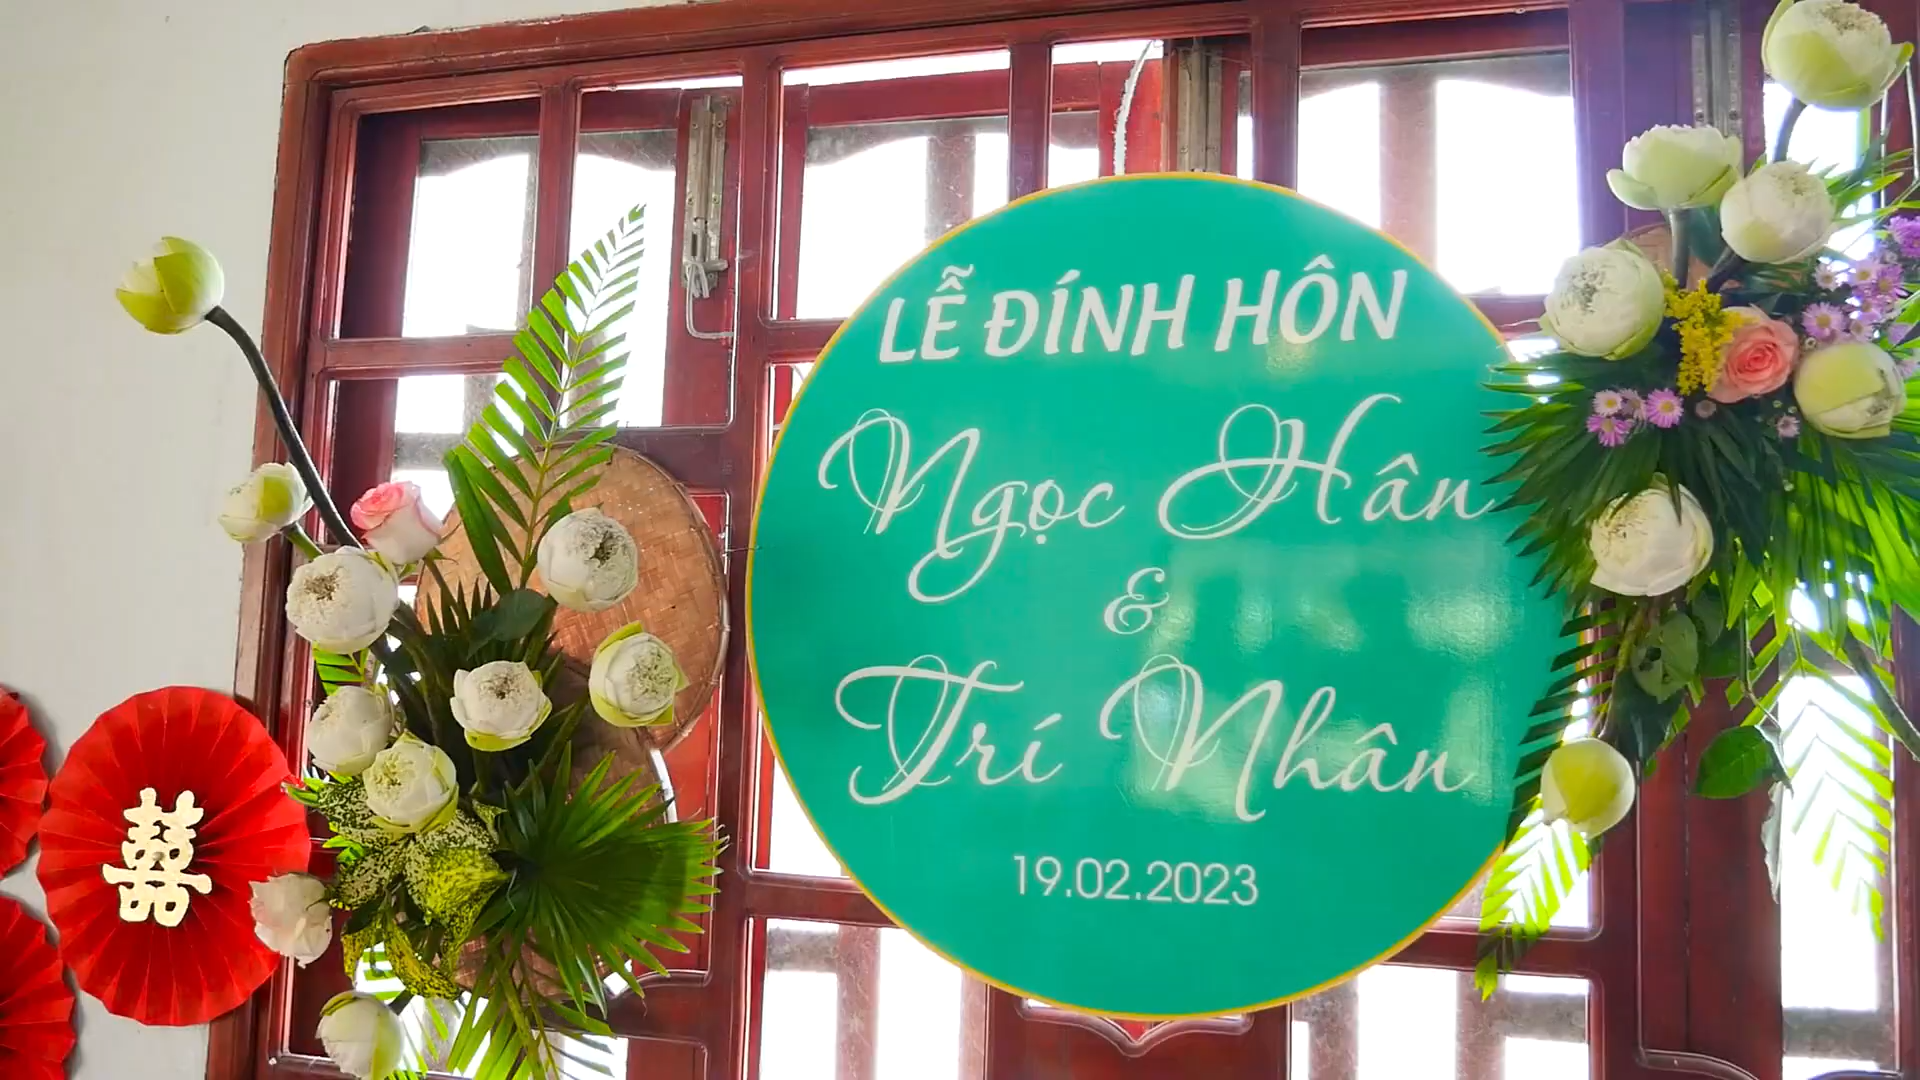 LỄ ĐÍNH HÔN
Ngọc Hân
&
Trí Nhân
19.02.2023
囍